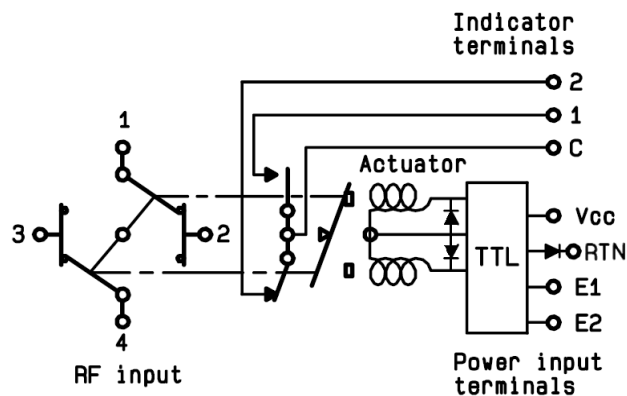 Indicator
terminals
2
1
C
1
Actuator
3
2
TTL
Vcc
RTN
E1
E2
4
RF input
Power input
terminals